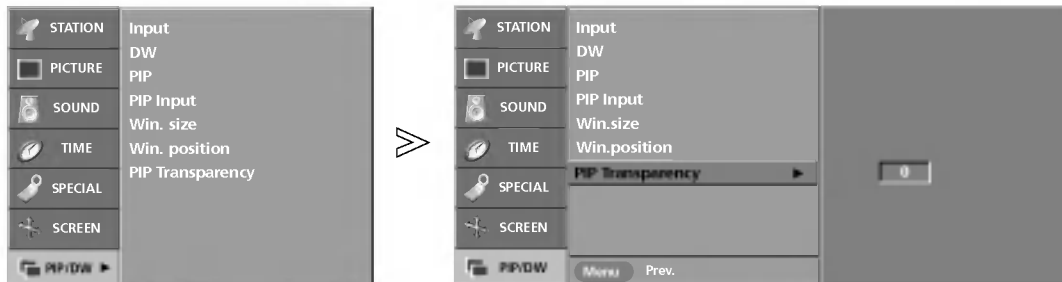 STATION
PICTURE
SOUND
TIME
SPECIAL
SCREEN
PIP/DW
Input
DW
PIP
PIP Input
Win. size
Win. position
PIP Transparency
STATION
PICTURE
SOUND
TIME
SPECIAL
SCREEN
PIP/DW
Input
DW
PIP
PIP Input
Win.size
Win.position
PIP Transparency
Menu Prev.
0